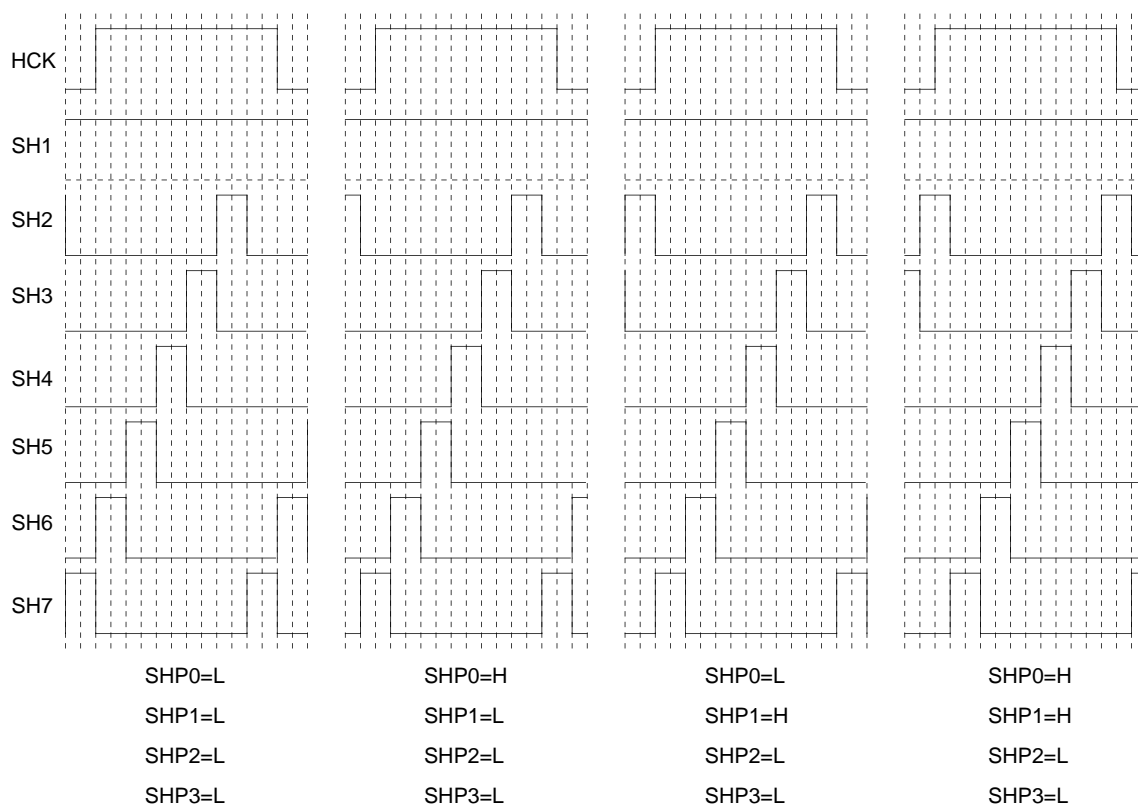 HCK
SH1
SH2
SH3
SH4
SH5
SH6
SH7
SHP0=L SHP0=H SHP0=L SHP0=H
SHP1=L SHP1=L SHP1=H SHP1=H
SHP2=L SHP2=L SHP2=L SHP2=L
SHP3=L SHP3=L SHP3=L SHP3=L